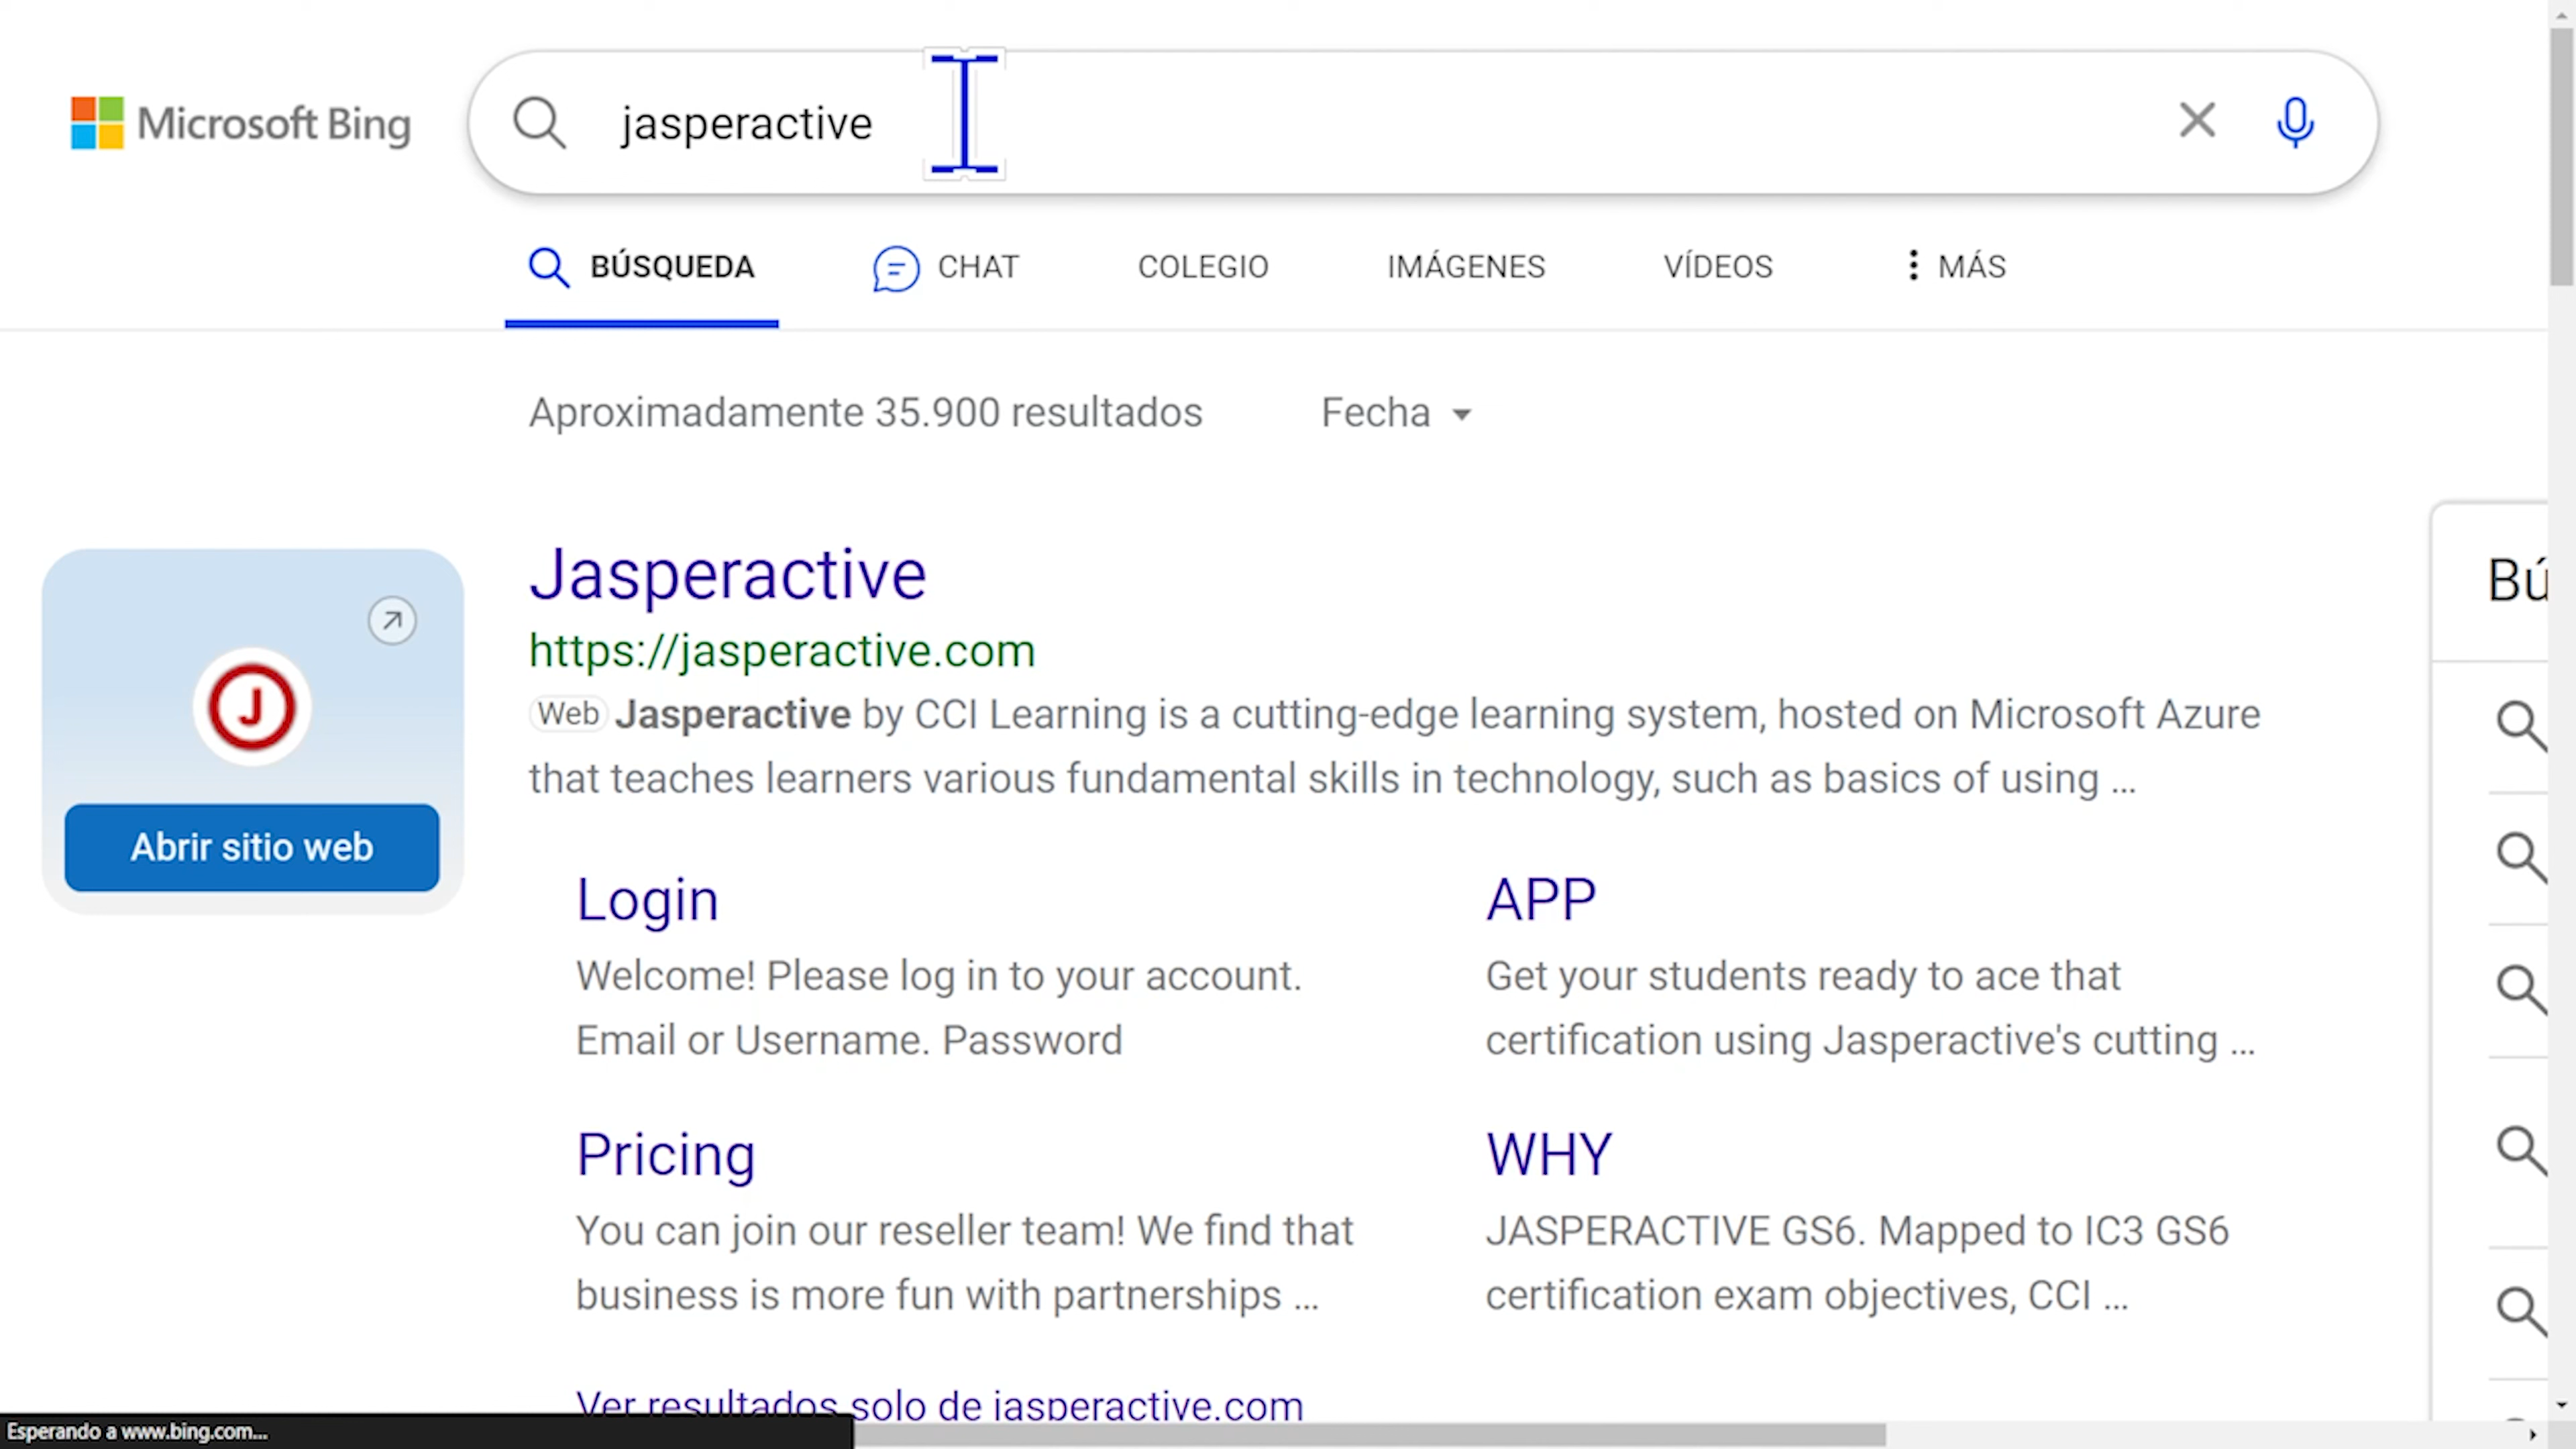 Microsoft Bing
jasperactive
BÚSQUEDA
CHAT
COLEGIO
IMÁGENES
VÍDEOS
MÁS
Aproximadamente 35.900 resultados
Fecha
Jasperactive
https://jasperactive.com
Web Jasperactive by CCI Learning is a cutting-edge learning system, hosted on Microsoft Azure
that teaches learners various fundamental skills in technology, such as basics of using ...
J
Abrir sitio web
Login
Welcome! Please log in to your account.
Email or Username. Password
APP
Get your students ready to ace that
certification using Jasperactive's cutting ...
Pricing
You can join our reseller team! We find that
business is more fun with partnerships ...
WHY
JASPERACTIVE GS6. Mapped to IC3 GS6
certification exam objectives, CCI ...
Ver resultados solo de jasperactive.com
Bú
Esperando a www.bing.com...